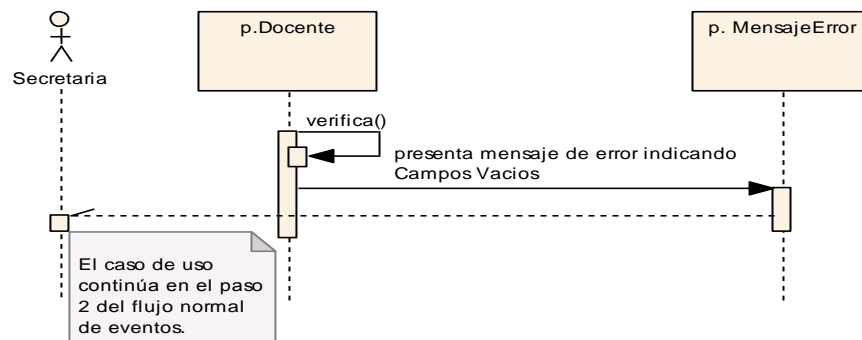 p.Docente
p. MensajeError
Secretaria
verifica()
presenta mensaje de error indicando
Campos Vacios
El caso de uso
continúa en el paso
2 del flujo normal
de eventos.